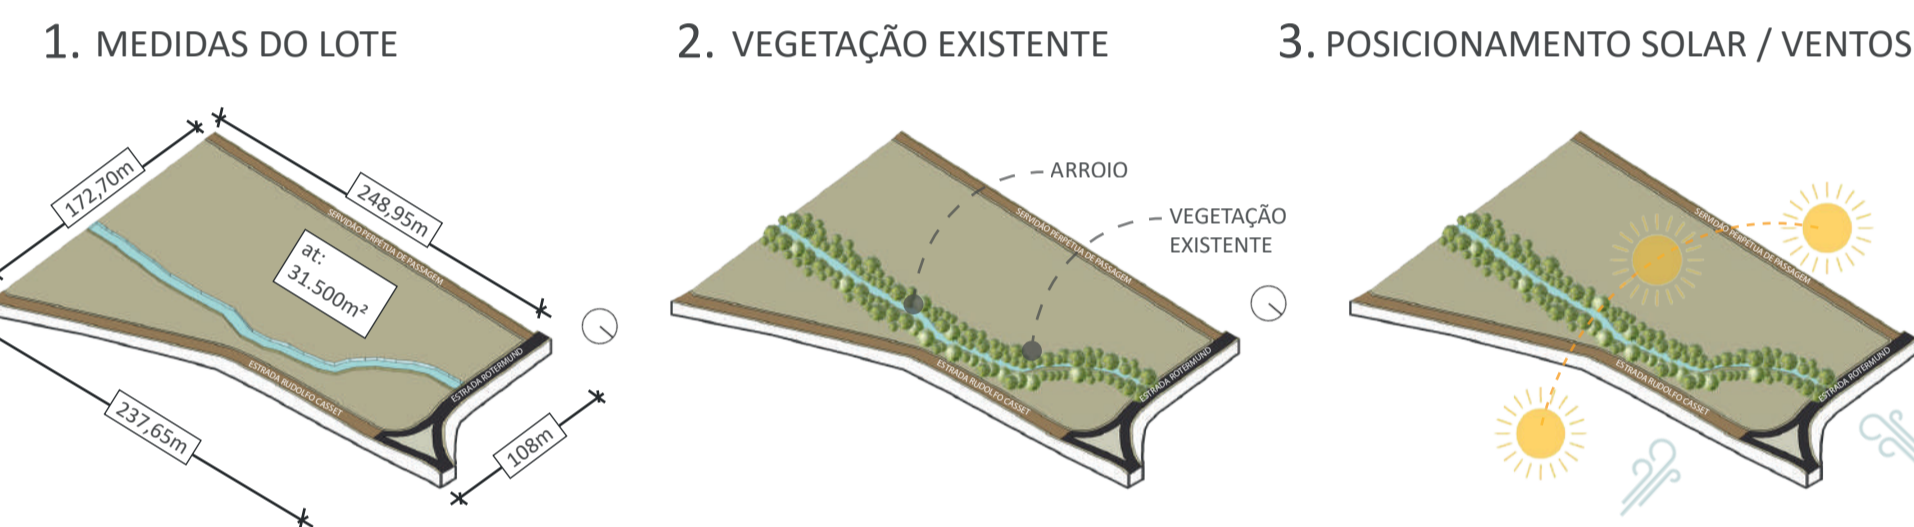 1. MEDIDAS DO LOTE
172,70m
248,95m
SERVIDÃO PERPÉTUA DE PASSAGEM
at:
31.500m²
ESTRADA RUDOLFO CASSET
ESTRADA ROTERMUND
237,65m
108m
2. VEGETAÇÃO EXISTENTE
ARROIO
VEGETAÇÃO
EXISTENTE
SERVIDÃO PERPÉTUA DE PASSAGEM
ESTRADA RUDOLFO CASSET
ESTRADA ROTERMUND
3. POSICIONAMENTO SOLAR / VENTOS
SERVIDÃO PERPÉTUA DE PASSAGEM
ESTRADA RUDOLFO CASSET
ESTRADA ROTERMUND